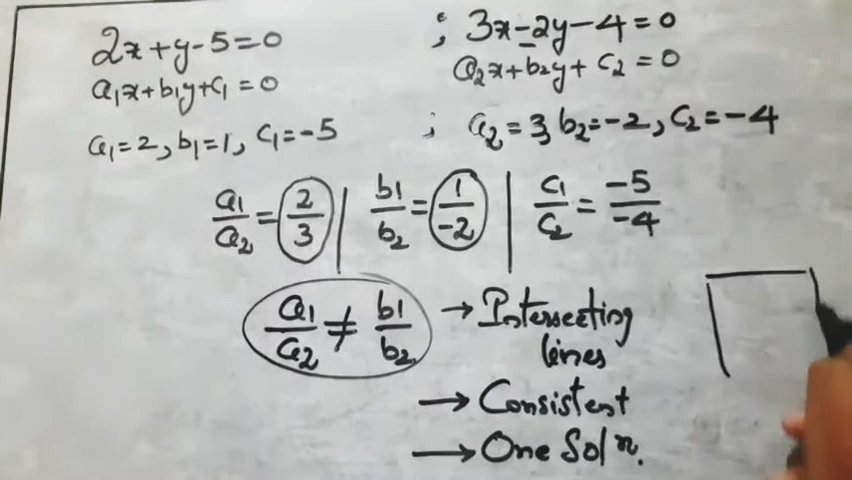 2x+y-5=0 ; 3x-2y-4=0
a₁x+b₁y+c₁=0 a₂x+b₂y+c₂=0
a₁=2, b₁=1, c₁=-5 ; a₂=3, b₂=-2, c₂=-4
a₁/a₂ = 2/3 | b₁/b₂ = 1/-2 | c₁/c₂ = -5/-4
a₁/a₂ ≠ b₁/b₂ → Intersecting
lines
→ Consistent
→ One Solⁿ.